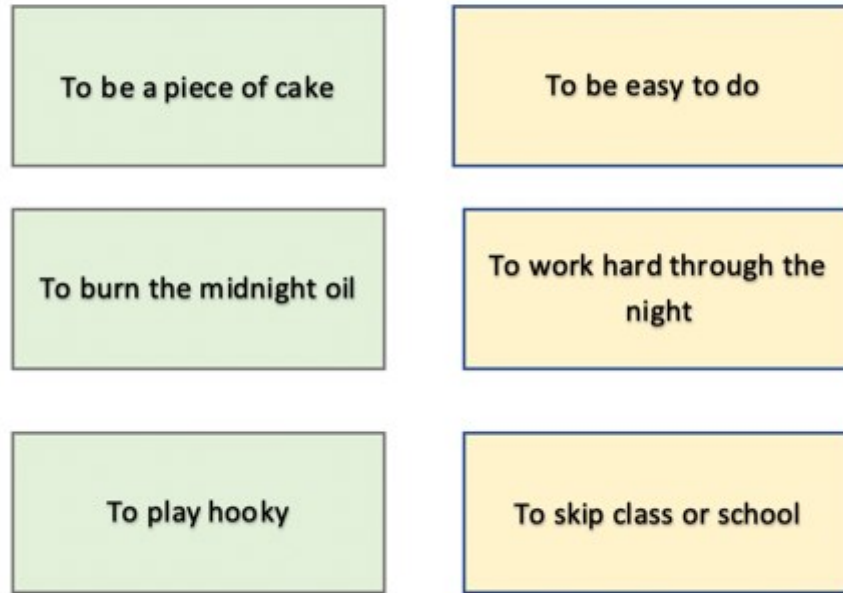 To be a piece of cake
To be easy to do
To burn the midnight oil
To work hard through the
night
To play hooky
To skip class or school